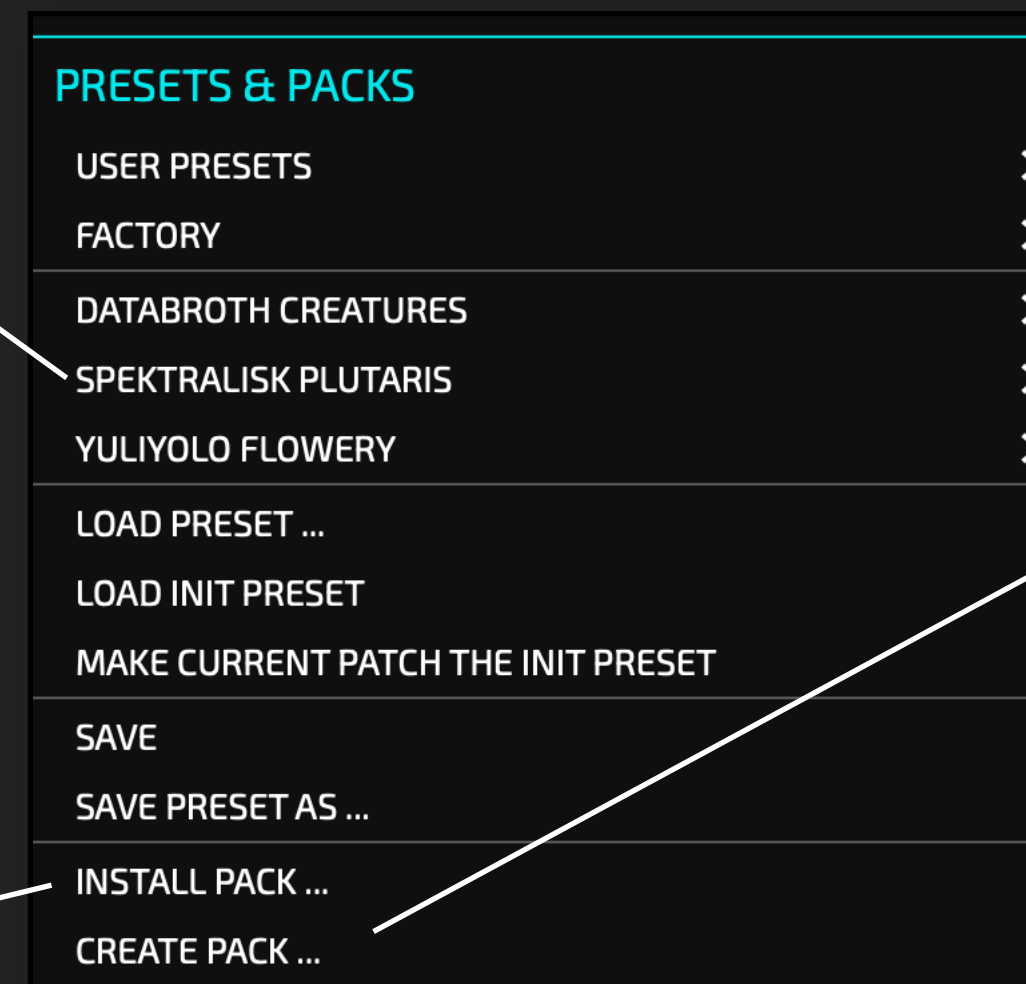 PRESETS & PACKS
USER PRESETS
FACTORY
DATABROTH CREATURES
SPEKTRALISK PLUTARIS
YULIYOLO FLOWERY
LOAD PRESET ...
LOAD INIT PRESET
MAKE CURRENT PATCH THE INIT PRESET
SAVE
SAVE PRESET AS ...
INSTALL PACK ...
CREATE PACK ...